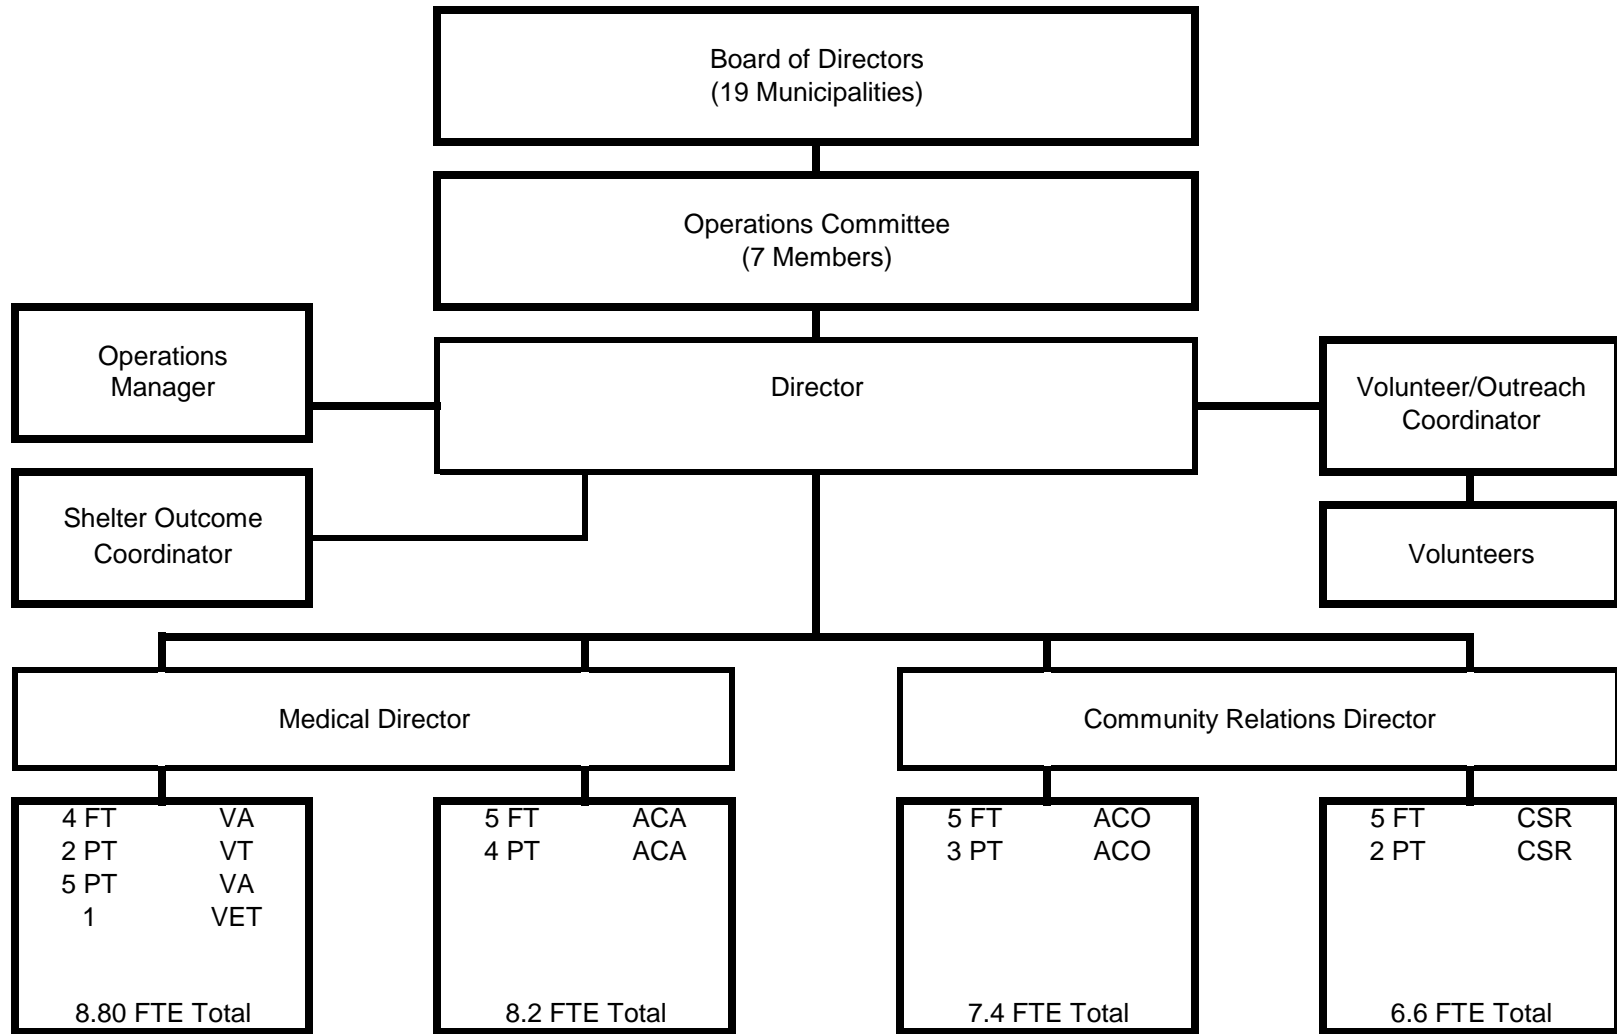 Board of Directors
(19 Municipalities)
Operations Committee
(7 Members)
Operations
Manager
Director
Volunteer/Outreach
Coordinator
Shelter Outcome
Coordinator
Volunteers
Medical Director
Community Relations Director
4 FT VA
2 PT VT
5 PT VA
1 VET
8.80 FTE Total
5 FT ACA
4 PT ACA
8.2 FTE Total
5 FT ACO
3 PT ACO
7.4 FTE Total
5 FT CSR
2 PT CSR
6.6 FTE Total